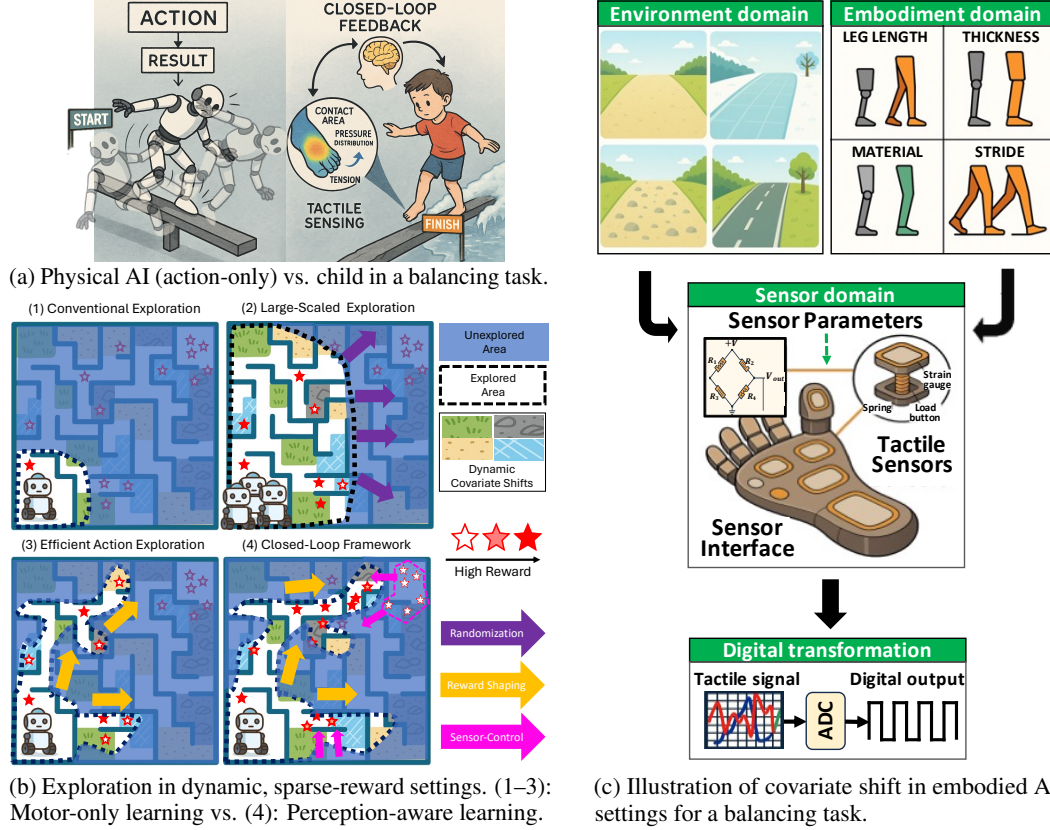 ACTION
RESULT
START
CLOSED-LOOP
FEEDBACK
CONTACT
AREA
PRESSURE
DISTRIBUTION
TENSION
TACTILE
SENSING
FINISH
(a) Physical AI (action-only) vs. child in a balancing task.
(1) Conventional Exploration
(2) Large-Scaled Exploration
Unexplored
Area
Explored
Area
Dynamic
Covariate Shifts
(3) Efficient Action Exploration
(4) Closed-Loop Framework
High Reward
Randomization
Reward Shaping
Sensor-Control
(b) Exploration in dynamic, sparse-reward settings. (1–3):
Motor-only learning vs. (4): Perception-aware learning.
Environment domain
Embodiment domain
LEG LENGTH
THICKNESS
MATERIAL
STRIDE
Sensor domain
Sensor Parameters
+V
R1
R2
Vout
R3
R4
Strain
gauge
Spring
Load
button
Tactile
Sensors
Sensor
Interface
Digital transformation
Tactile signal
Digital output
ADC
(c) Illustration of covariate shift in embodied A
settings for a balancing task.